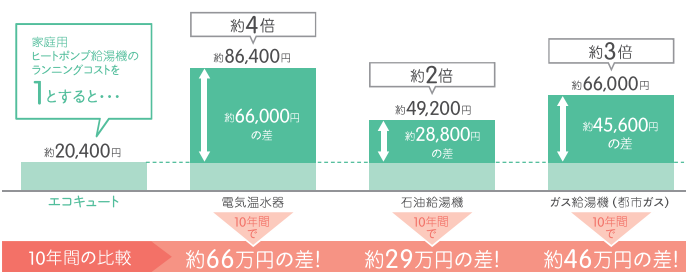 家庭用
ヒートポンプ給湯機の
ランニングコストを
1とすると・・・
約20,400円
エコキュート
約4倍
約86,400円
約66,000円
の差
電気温水器
約2倍
約49,200円
約28,800円
の差
石油給湯機
約3倍
約66,000円
約45,600円
の差
ガス給湯機（都市ガス）
10年間
で
10年間
で
10年間
で
10年間の比較
約66万円の差!
約29万円の差!
約46万円の差!